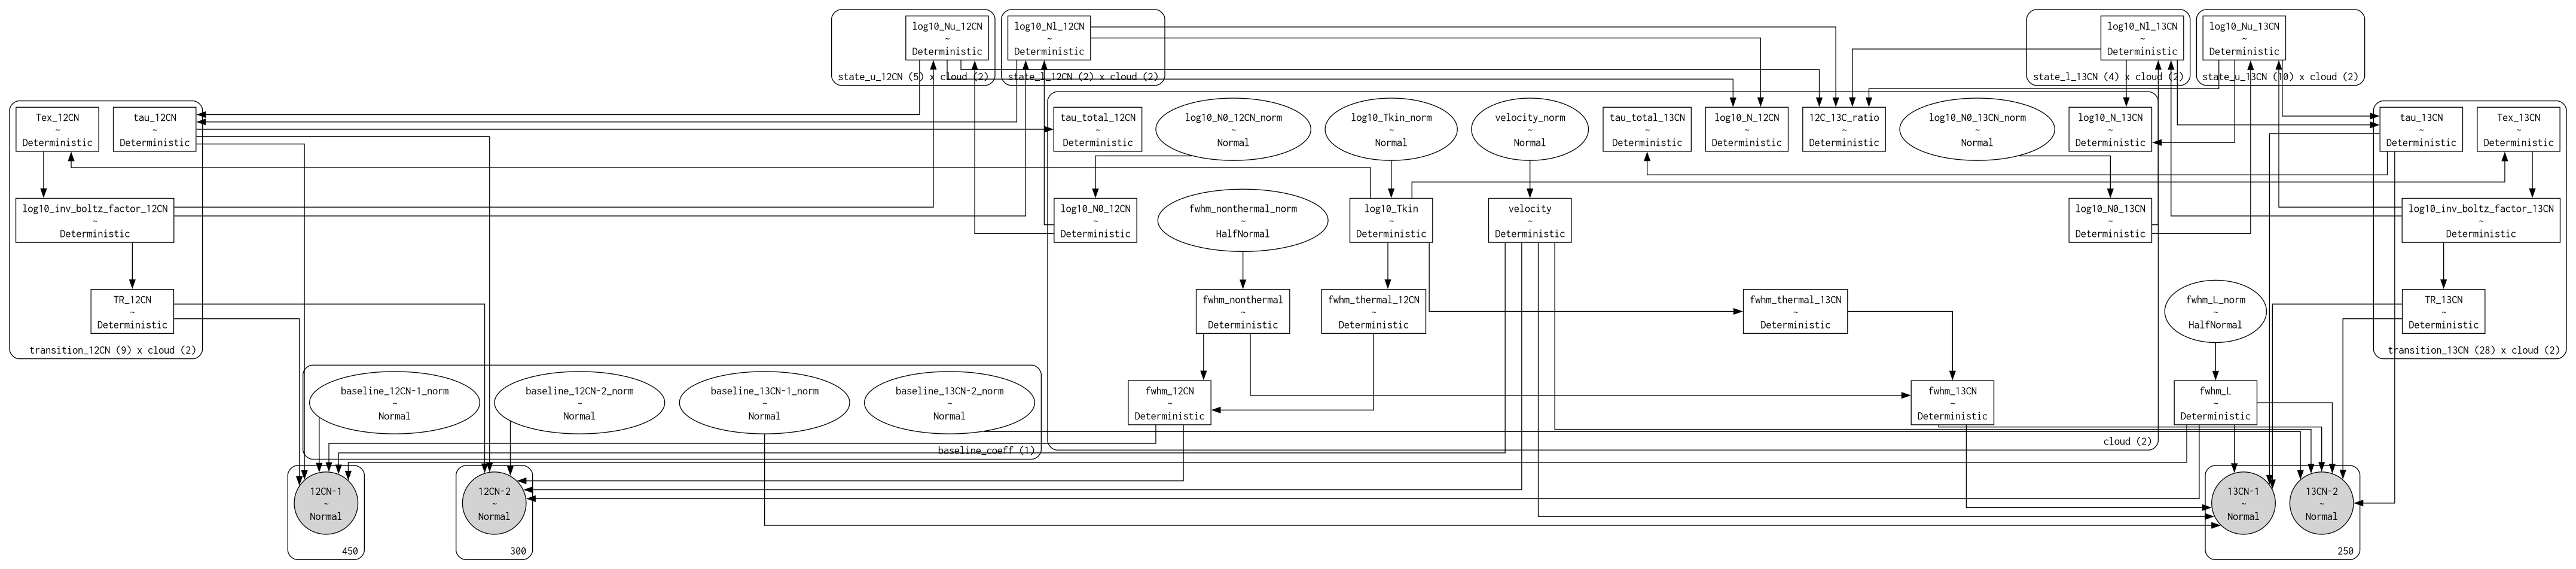 log10_Nu_12CN
~
Deterministic
state_u_12CN (5) x cloud (2)
log10_Nl_12CN
~
Deterministic
state_l_12CN (2) x cloud (2)
log10_Nl_13CN
~
Deterministic
state_l_13CN (4) x cloud (2)
log10_Nu_13CN
~
Deterministic
state_u_13CN (10) x cloud (2)
Tex_12CN
~
Deterministic
tau_12CN
~
Deterministic
tau_total_12CN
~
Deterministic
log10_N0_12CN_norm
~
Normal
log10_Tkin_norm
~
Normal
velocity_norm
~
Normal
tau_total_13CN
~
Deterministic
log10_N_12CN
~
Deterministic
12C_13C_ratio
~
Deterministic
log10_N0_13CN_norm
~
Normal
log10_N_13CN
~
Deterministic
tau_13CN
~
Deterministic
Tex_13CN
~
Deterministic
log10_inv_boltz_factor_12CN
~
Deterministic
log10_N0_12CN
~
Deterministic
fwhm_nonthermal_norm
~
HalfNormal
log10_Tkin
~
Deterministic
velocity
~
Deterministic
log10_N0_13CN
~
Deterministic
log10_inv_boltz_factor_13CN
~
Deterministic
TR_12CN
~
Deterministic
transition_12CN (9) x cloud (2)
fwhm_nonthermal
~
Deterministic
fwhm_thermal_12CN
~
Deterministic
fwhm_thermal_13CN
~
Deterministic
fwhm_L_norm
~
HalfNormal
TR_13CN
~
Deterministic
transition_13CN (28) x cloud (2)
baseline_12CN-1_norm
~
Normal
baseline_12CN-2_norm
~
Normal
baseline_13CN-1_norm
~
Normal
baseline_13CN-2_norm
~
Normal
baseline_coeff (1)
fwhm_12CN
~
Deterministic
fwhm_13CN
~
Deterministic
cloud (2)
fwhm_L
~
Deterministic
12CN-1
~
Normal
450
12CN-2
~
Normal
300
13CN-1
~
Normal
13CN-2
~
Normal
250